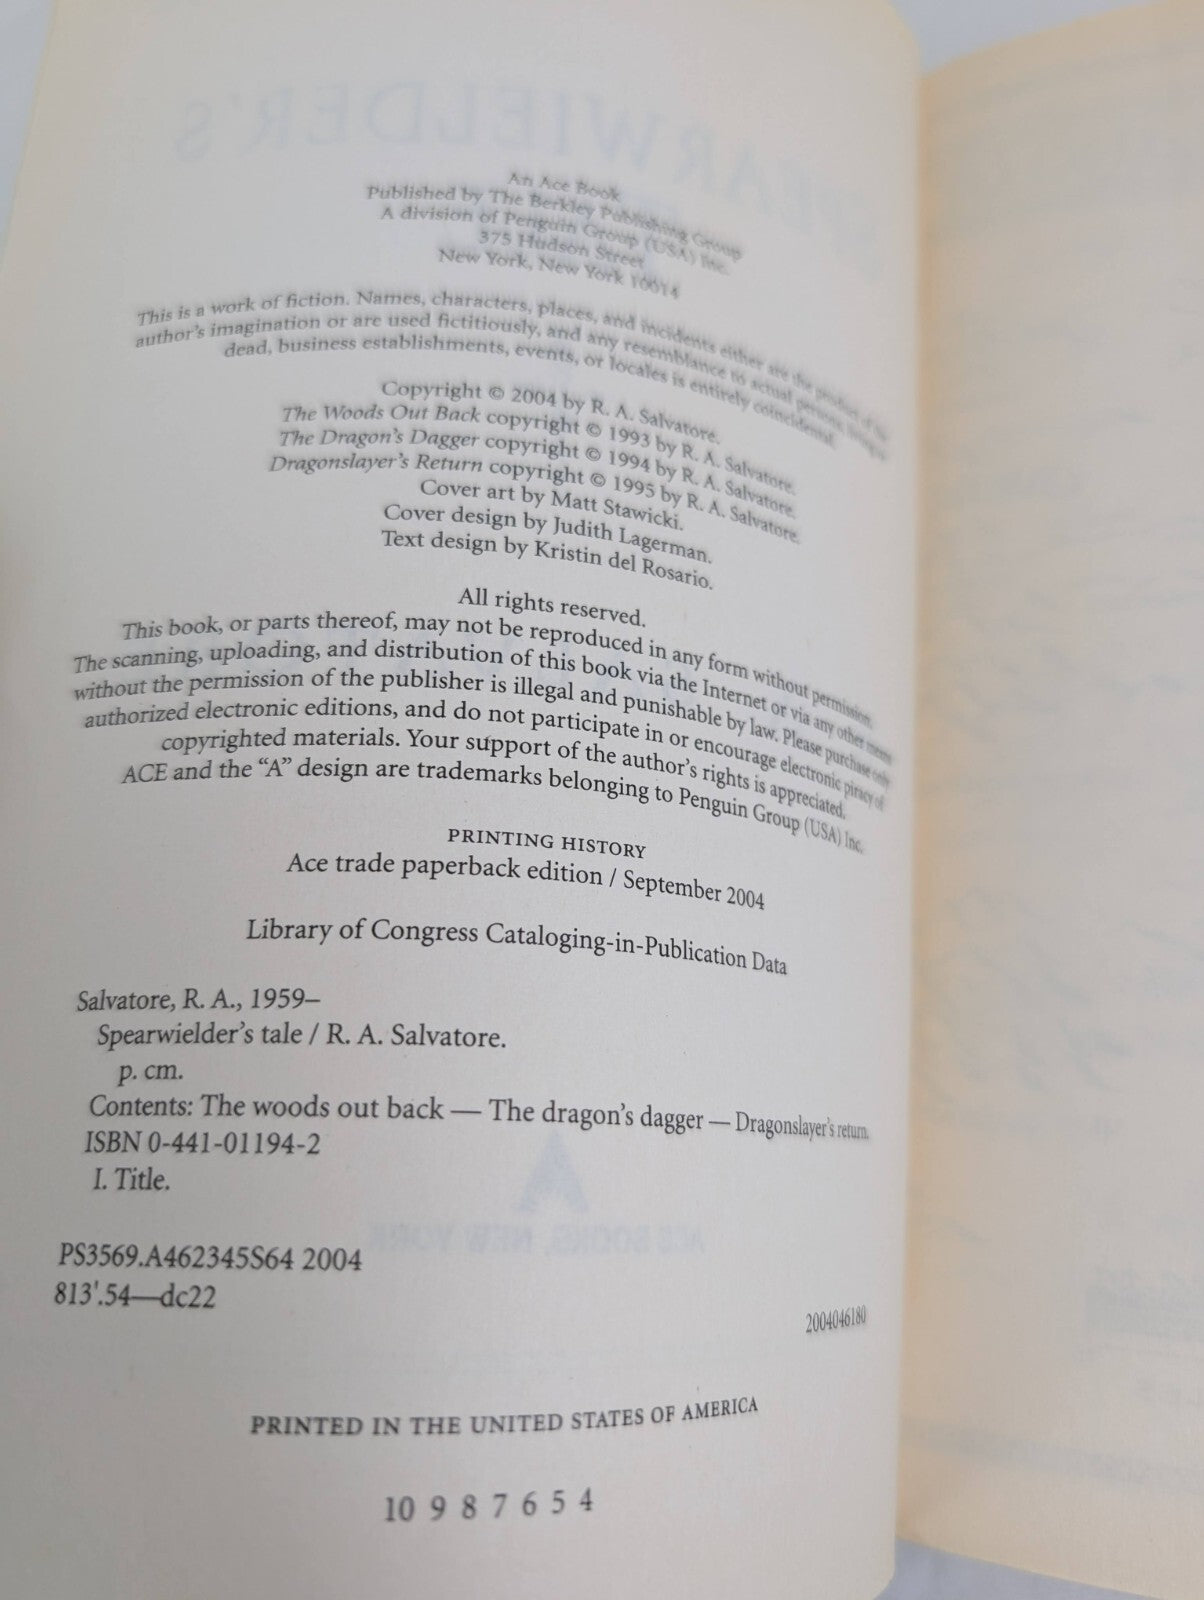 SPEARWIELDER'S
An Ace Book
Published by The Berkley Publishing Group
A division of Penguin Group (USA) Inc.
375 Hudson Street
New York, New York 10014
This is a work of fiction. Names, characters, places, and incidents either are the product of the
author's imagination or are used fictitiously, and any resemblance to actual persons, living or
dead, business establishments, events, or locales is entirely coincidental.
Copyright © 2004 by R. A. Salvatore.
The Woods Out Back copyright © 1993 by R. A. Salvatore.
The Dragon's Dagger copyright © 1994 by R. A. Salvatore.
Dragonslayer's Return copyright © 1995 by R. A. Salvatore.
Cover art by Matt Stawicki.
Cover design by Judith Lagerman.
Text design by Kristin del Rosario.
All rights reserved.
This book, or parts thereof, may not be reproduced in any form without permission.
The scanning, uploading, and distribution of this book via the Internet or via any other means
without the permission of the publisher is illegal and punishable by law. Please purchase only
authorized electronic editions, and do not participate in or encourage electronic piracy of
copyrighted materials. Your support of the author's rights is appreciated.
ACE and the “A” design are trademarks belonging to Penguin Group (USA) Inc.
PRINTING HISTORY
Ace trade paperback edition / September 2004
Library of Congress Cataloging-in-Publication Data
Salvatore, R. A., 1959–
Spearwielder's tale / R. A. Salvatore.
p. cm.
Contents: The woods out back — The dragon's dagger — Dragonslayer's return.
ISBN 0-441-01194-2
I. Title.
ACE BOOKS, NEW YORK
PS3569.A462345S64 2004
813'.54—dc22
2004046180
PRINTED IN THE UNITED STATES OF AMERICA
10 9 8 7 6 5 4